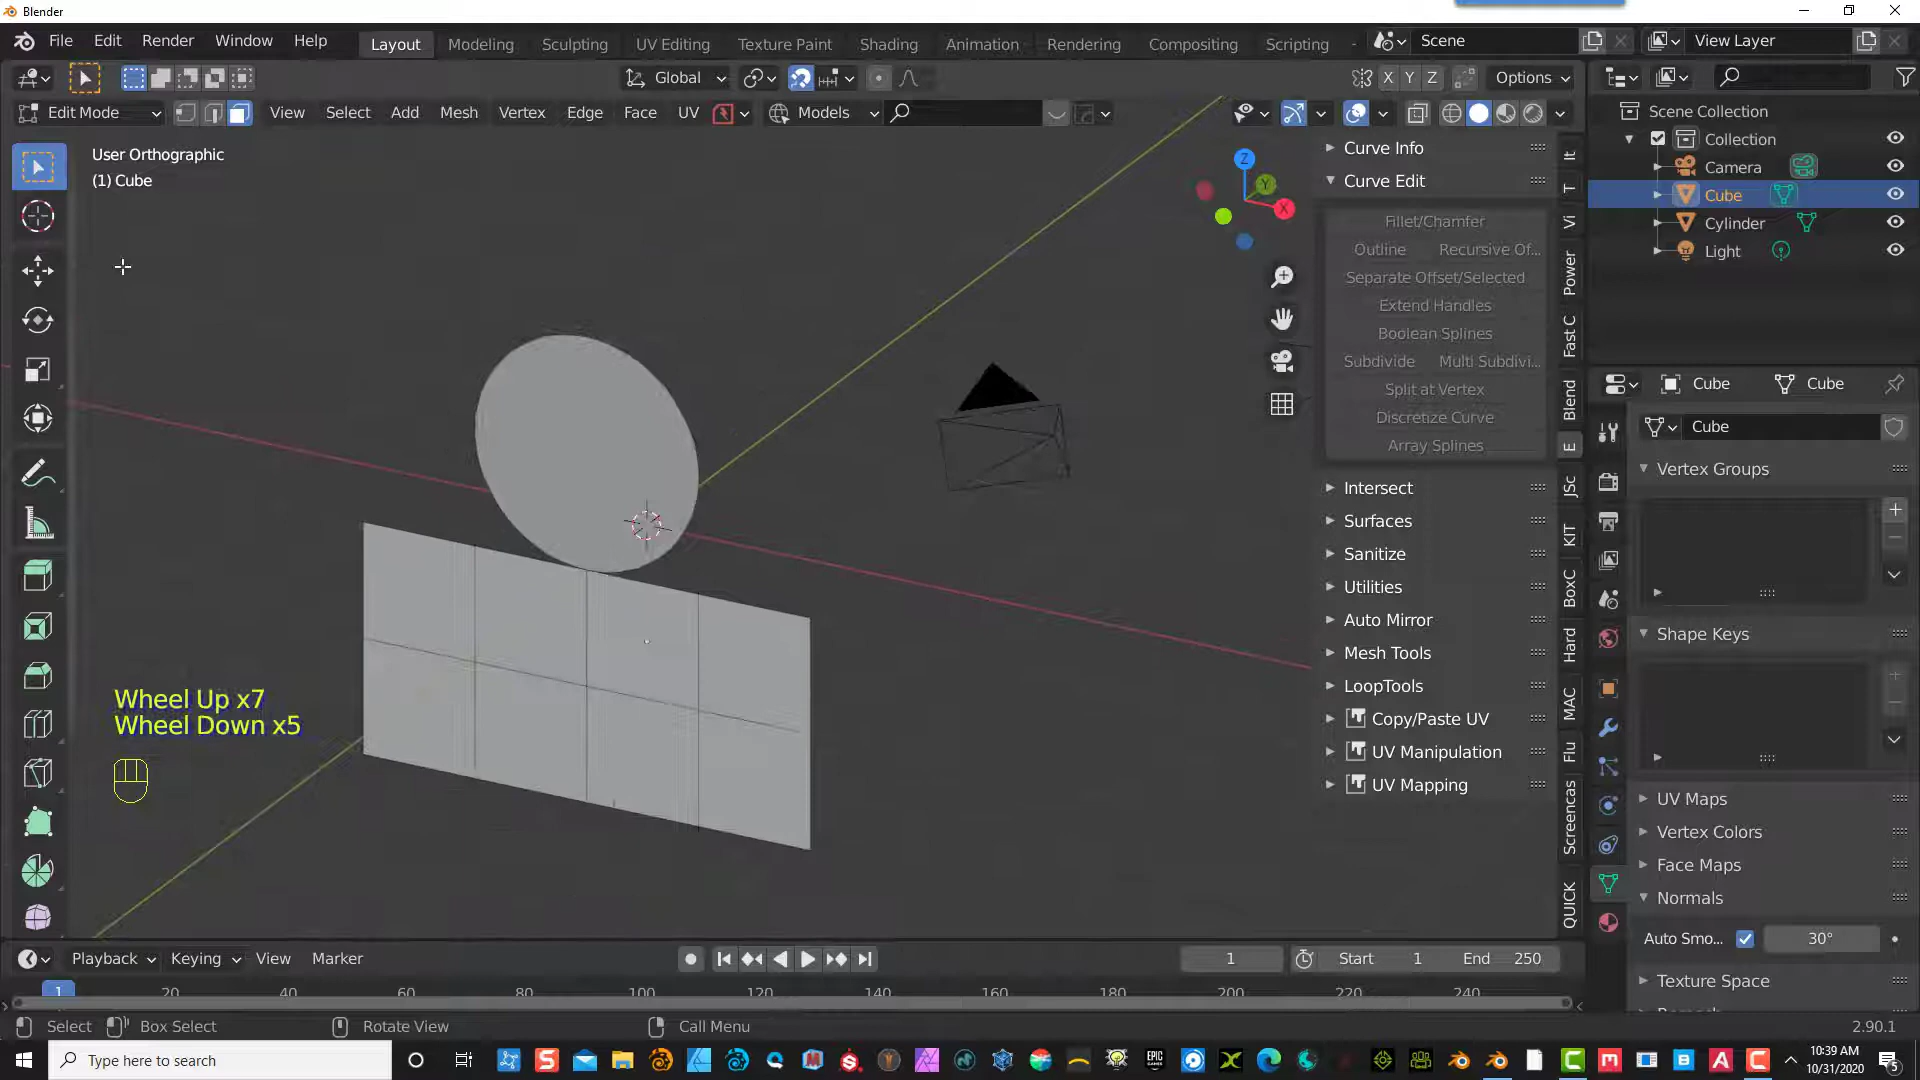 Blender
File Edit Render Window Help
Layout Modeling Sculpting UV Editing Texture Paint Shading Animation Rendering Compositing Scripting
Scene
View Layer
Global
X Y Z
Options
Edit Mode
View Select Add Mesh Vertex Edge Face UV
Models
User Orthographic
(1) Cube
Z
Y
X
Wheel Up x7
Wheel Down x5
Curve Info
Curve Edit
Fillet/Chamfer
Outline Recursive Of...
Separate Offset/Selected
Extend Handles
Boolean Splines
Subdivide Multi Subdivi...
Split at Vertex
Discretize Curve
Array Splines
Intersect
Surfaces
Sanitize
Utilities
Auto Mirror
Mesh Tools
LoopTools
Copy/Paste UV
UV Manipulation
UV Mapping
It
T
Vi
Power
Fast C
Blend
E
JSc
KIT
BoxC
Hard
MAC
Flu
Screencas
QUICK
Scene Collection
Collection
Camera
Cube
Cylinder
Light
Cube Cube
Cube
Vertex Groups
Shape Keys
UV Maps
Vertex Colors
Face Maps
Normals
Auto Smo... 30°
Texture Space
Playback Keying View Marker
1 Start 1 End 250
1 20 40 60 80 100 120 140 160 180 200 220 240
Select Box Select Rotate View Call Menu
2.90.1
Type here to search
10:39 AM
10/31/2020
5